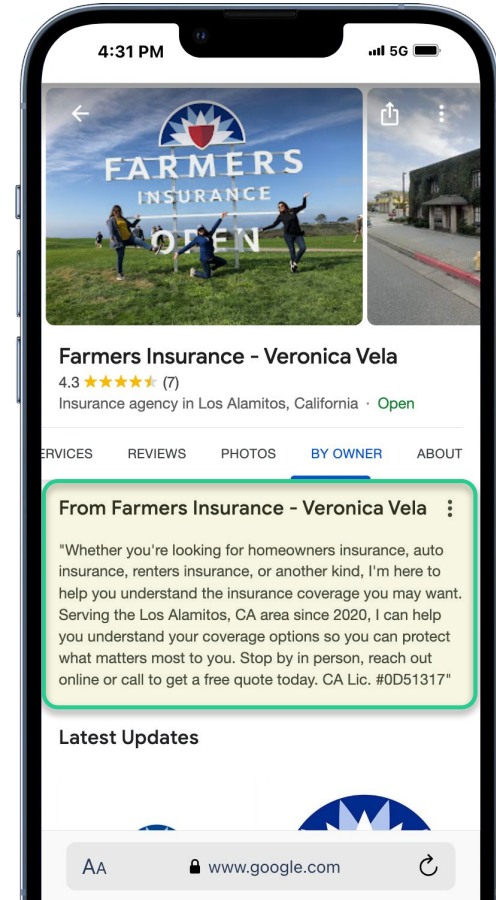 4:31 PM
5G
FARMERS
INSURANCE
OPEN
Farmers Insurance - Veronica Vela
4.3 (7)
Insurance agency in Los Alamitos, California · Open
ERVICES REVIEWS PHOTOS BY OWNER ABOUT
From Farmers Insurance - Veronica Vela
"Whether you're looking for homeowners insurance, auto
insurance, renters insurance, or another kind, I'm here to
help you understand the insurance coverage you may want.
Serving the Los Alamitos, CA area since 2020, I can help
you understand your coverage options so you can protect
what matters most to you. Stop by in person, reach out
online or call to get a free quote today. CA Lic. #0D51317"
Latest Updates
AA www.google.com